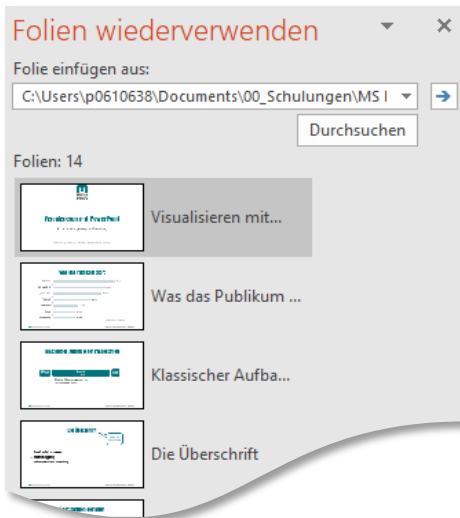 Folien wiederverwenden
Folie einfügen aus:
C:\Users\p0610638\Documents\00_Schulungen\MS I
Durchsuchen
Folien: 14
Visualisieren mit...
Was das Publikum ...
Klassischer Aufba...
Die Überschrift